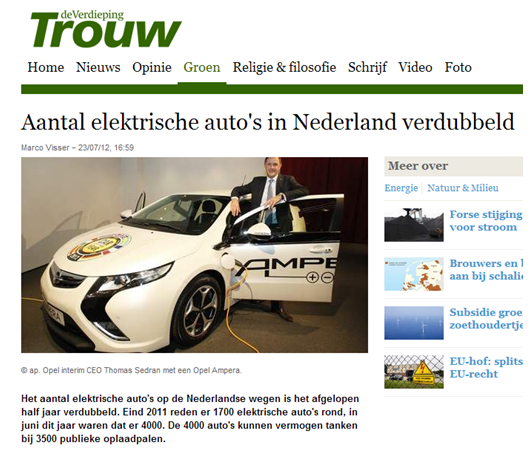 deVerdieping
Trouw
Home Nieuws Opinie Groen Religie & filosofie Schrijf Video Foto
Aantal elektrische auto's in Nederland verdubbeld
Marco Visser – 23/07/12, 16:59
AMPE
© ap. Opel interim CEO Thomas Sedran met een Opel Ampera.
Het aantal elektrische auto's op de Nederlandse wegen is het afgelopen
half jaar verdubbeld. Eind 2011 reden er 1700 elektrische auto's rond, in
juni dit jaar waren dat er 4000. De 4000 auto's kunnen vermogen tanken
bij 3500 publieke oplaadpalen.
Meer over
Energie Natuur & Milieu
Forse stijging
voor stroom
Brouwers en b
aan bij schalie
Subsidie groe
zoethoudertje
EU-hof: splits
EU-recht